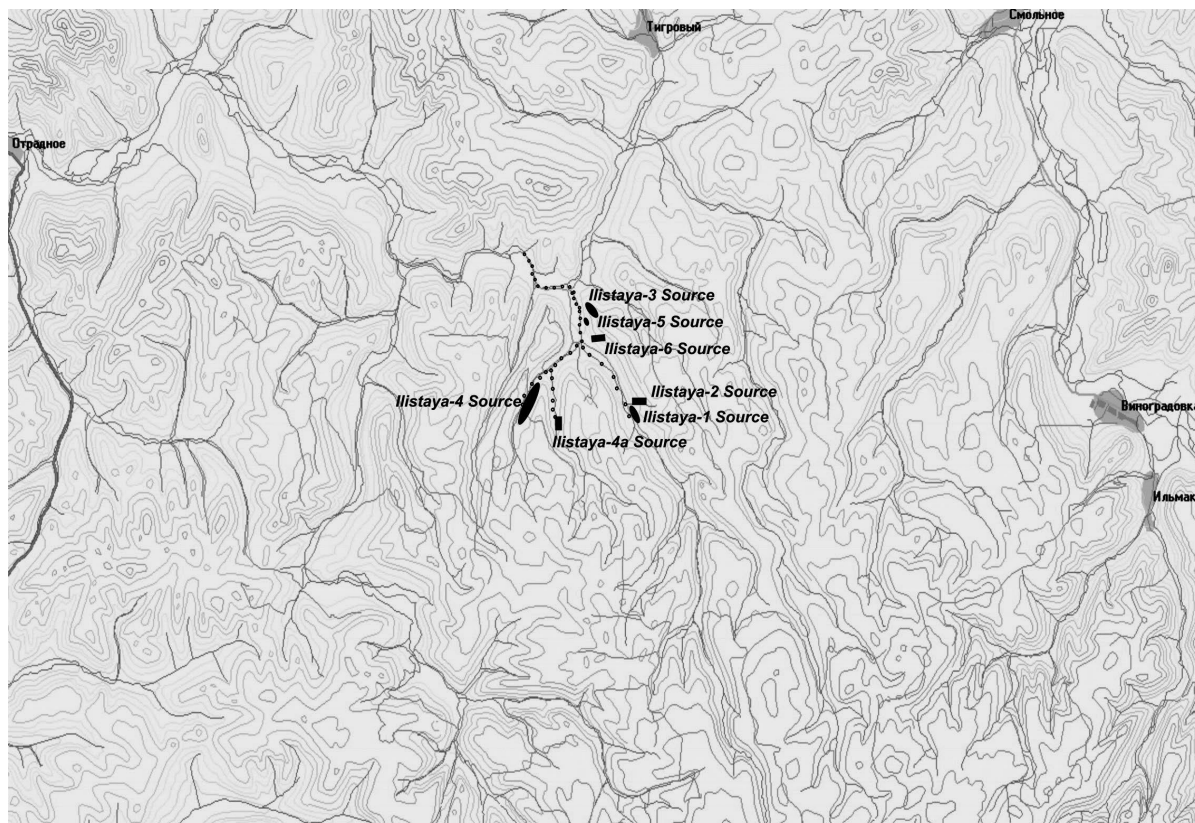 Смольное
Тигровый
Отрадное
Ilistaya-3 Source
Ilistaya-5 Source
Ilistaya-6 Source
Ilistaya-2 Source
Ilistaya-4 Source
Ilistaya-1 Source
Виноградовка
Ilistaya-4a Source
Ильмак